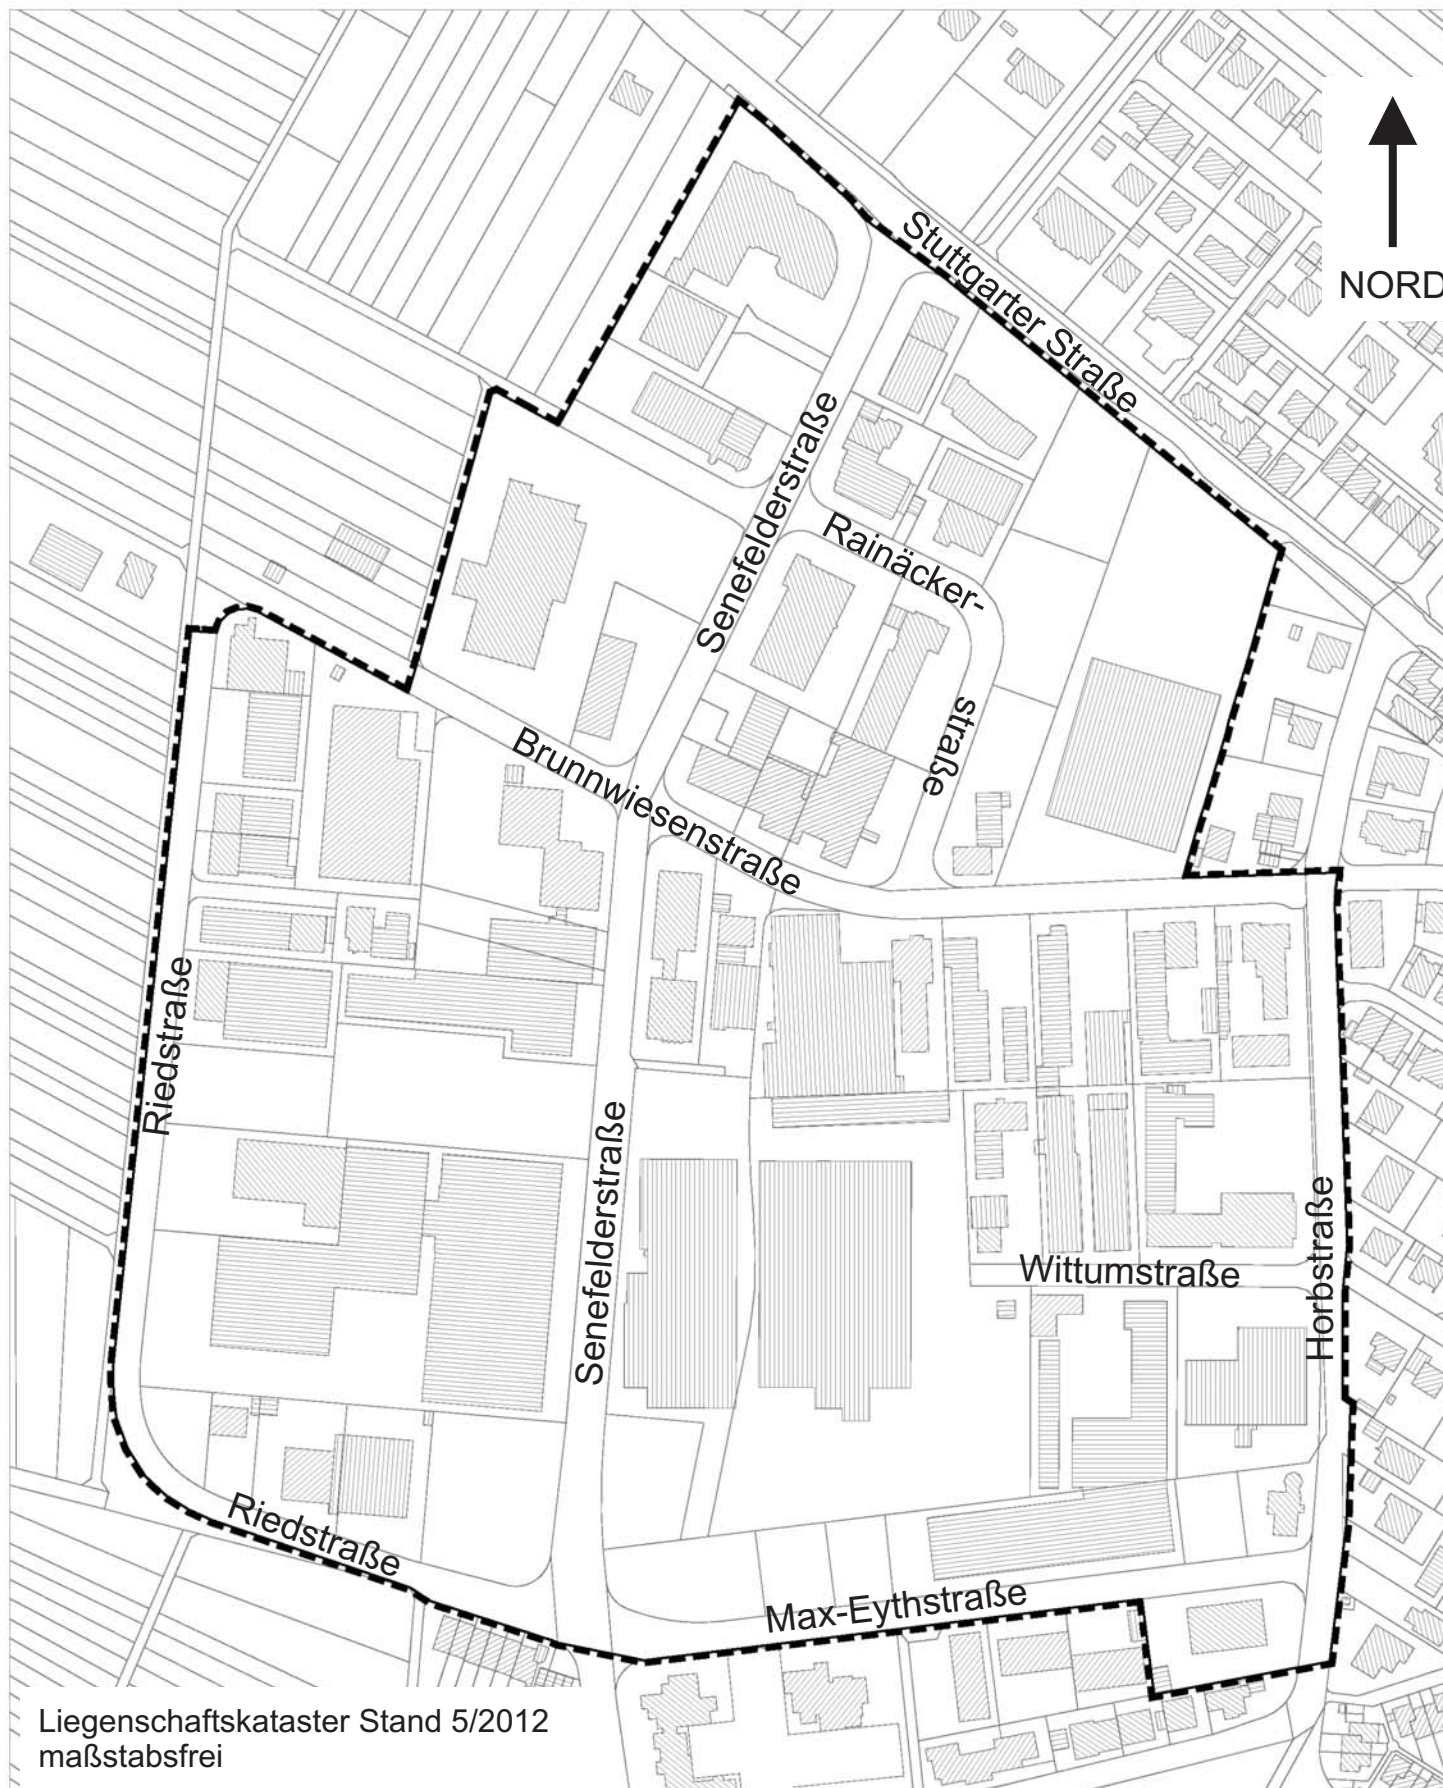 NORD
Stuttgarter Straße
Senefelderstraße
Rainäcker-
straße
Brunnwiesenstraße
Riedstraße
Senefelderstraße
Wittumstraße
Horbstraße
Riedstraße
Max-Eythstraße
Liegenschaftskataster Stand 5/2012
maßstabsfrei